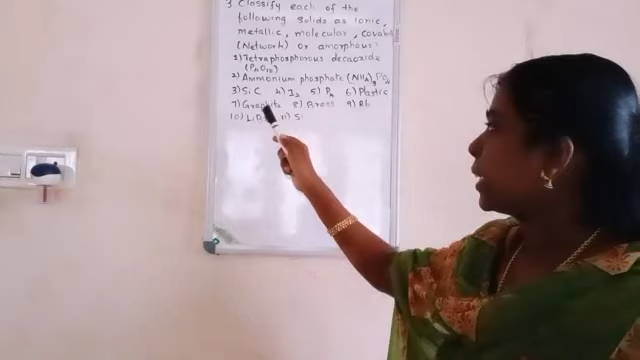 3 Classify each of the
following solids as ionic,
metallic, molecular, covalent
(Network) or amorphous:
1) Tetraphosphorous decaoxide
(P4O10)
2) Ammonium phosphate (NH4)3PO4
3) SiC 4) I2 5) P4 6) Plastic
7) Graphite 8) Brass 9) Rb
10) LiBr 11) Si